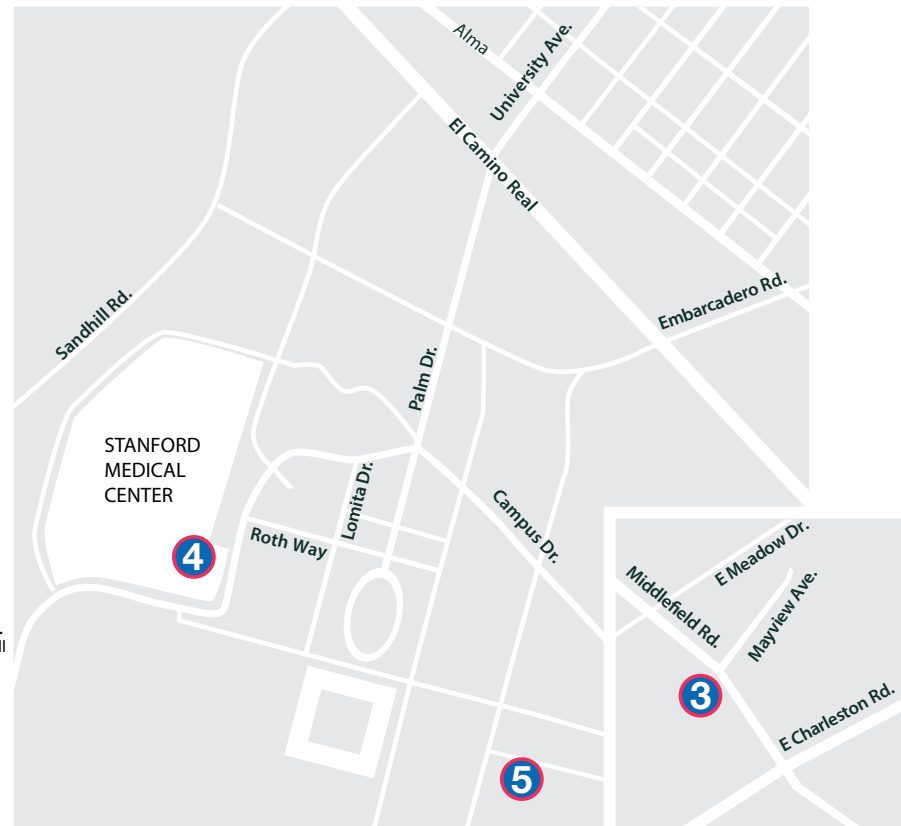 Alma
University Ave.
El Camino Real
Embarcadero Rd.
Sandhill Rd.
Palm Dr.
STANFORD
MEDICAL
CENTER
Lomita Dr.
Roth Way
Campus Dr.
4
E Meadow Dr.
Middlefield Rd.
Mayview Ave.
3
E Charleston Rd.
5